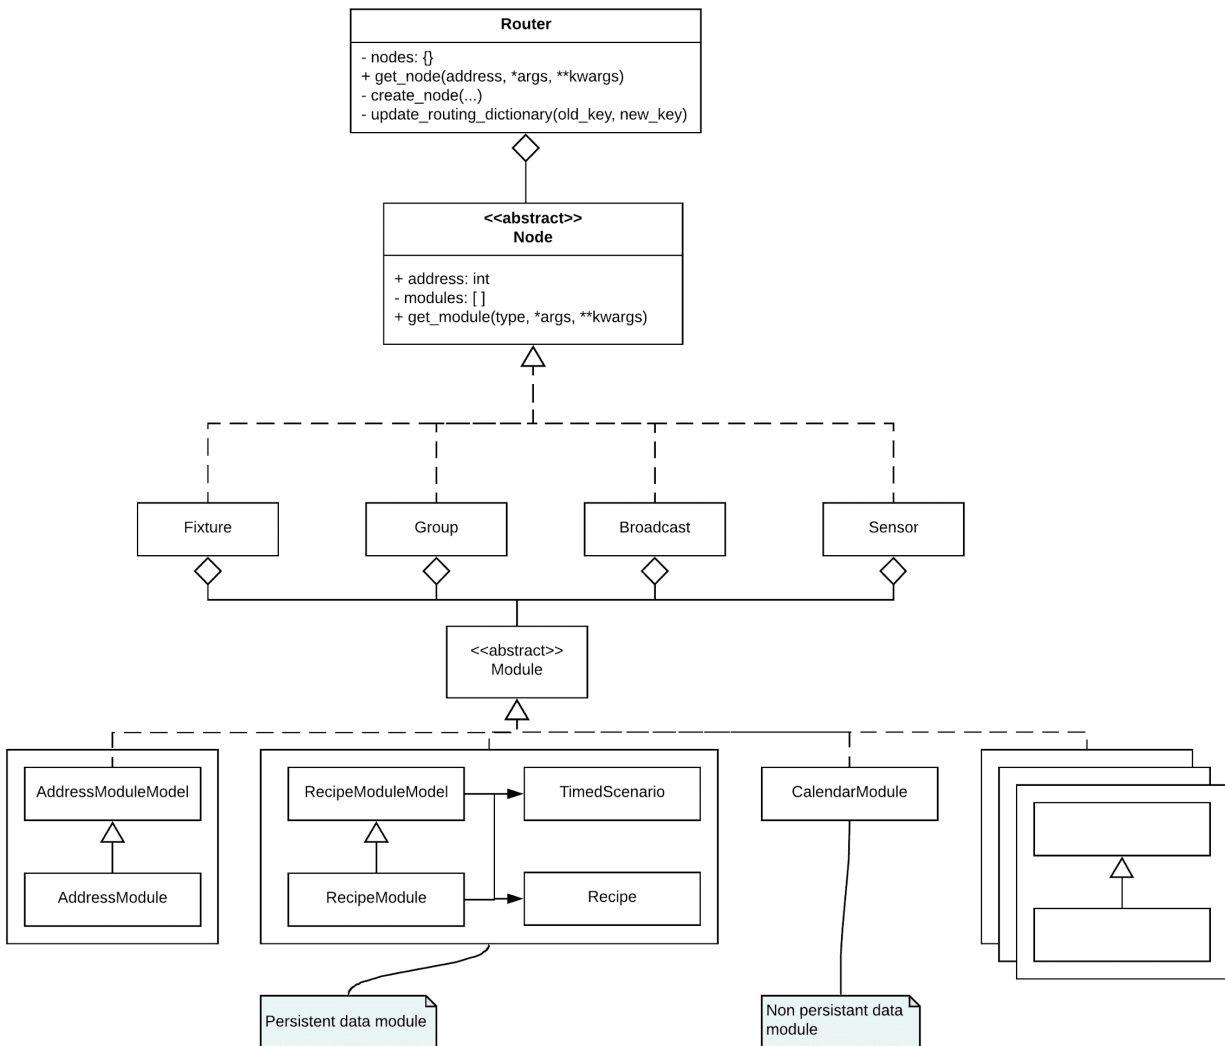 Router
- nodes: {}
+ get_node(address, *args, **kwargs)
- create_node(...)
- update_routing_dictionary(old_key, new_key)
<<abstract>>
Node
+ address: int
- modules: [ ]
+ get_module(type, *args, **kwargs)
Fixture
Group
Broadcast
Sensor
<<abstract>>
Module
AddressModuleModel
RecipeModuleModel
TimedScenario
CalendarModule
AddressModule
RecipeModule
Recipe
Persistent data module
Non persistant data
module